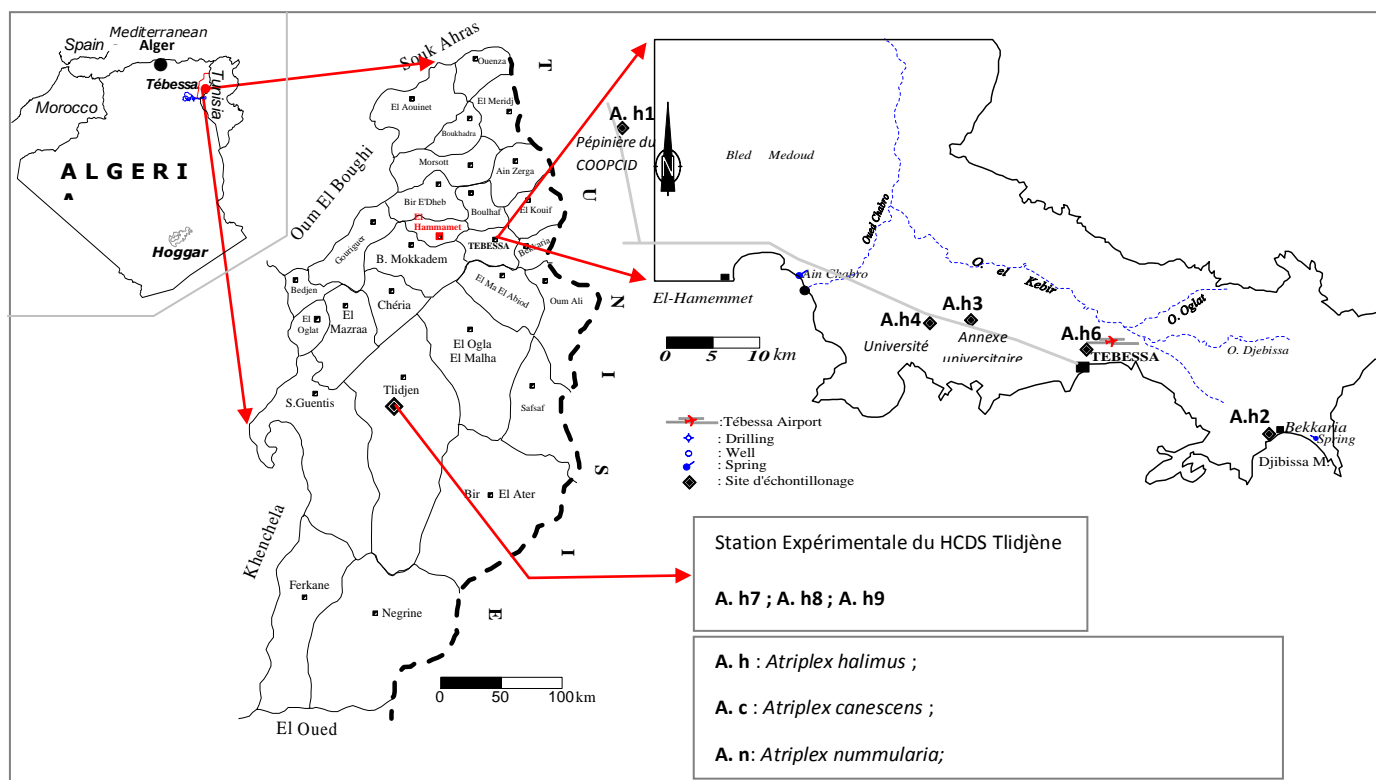 Mediterranean
Spain
Alger
Tébessa
Tunisia
Morocco
ALGERI
A
Hoggar
Souk Ahras
Ouenza
El Aouinet
El Meridj
Boukhadra
Morsott
Ain Zerga
Oum El Boughi
Bir E'Dheb
Boulhaf
El Kouif
El
Hammamet
Gouriguer
B. Mokkadem
TEBESSA
Bekkaria
Bedjen
Chéria
El Ma El Abiod
Oum Ali
El
Oglat
El
Mazraa
El Ogla
El Malha
Tlidjen
S.Guentis
Safsaf
Bir El Ater
Khenchela
Ferkane
Negrine
El Oued
T
U
N
I
S
I
E
0 50 100 km
A. h1
Pépinière du
COOPCID
N
Bled Medoud
Oued Chabro
Ain Chabro
O. el
Kebir
O. Oglat
O. Djebissa
El-Hamemmet
A.h4
Université
A.h3
Annexe
universitaire
A.h6
TEBESSA
A.h2
Bekkaria
Spring
Djibissa M.
0 5 10 km
:Tébessa Airport
: Drilling
: Well
: Spring
: Site d'échontillonage
Station Expérimentale du HCDS Tlidjène
A. h7 ; A. h8 ; A. h9
A. h : Atriplex halimus ;
A. c : Atriplex canescens ;
A. n: Atriplex nummularia;